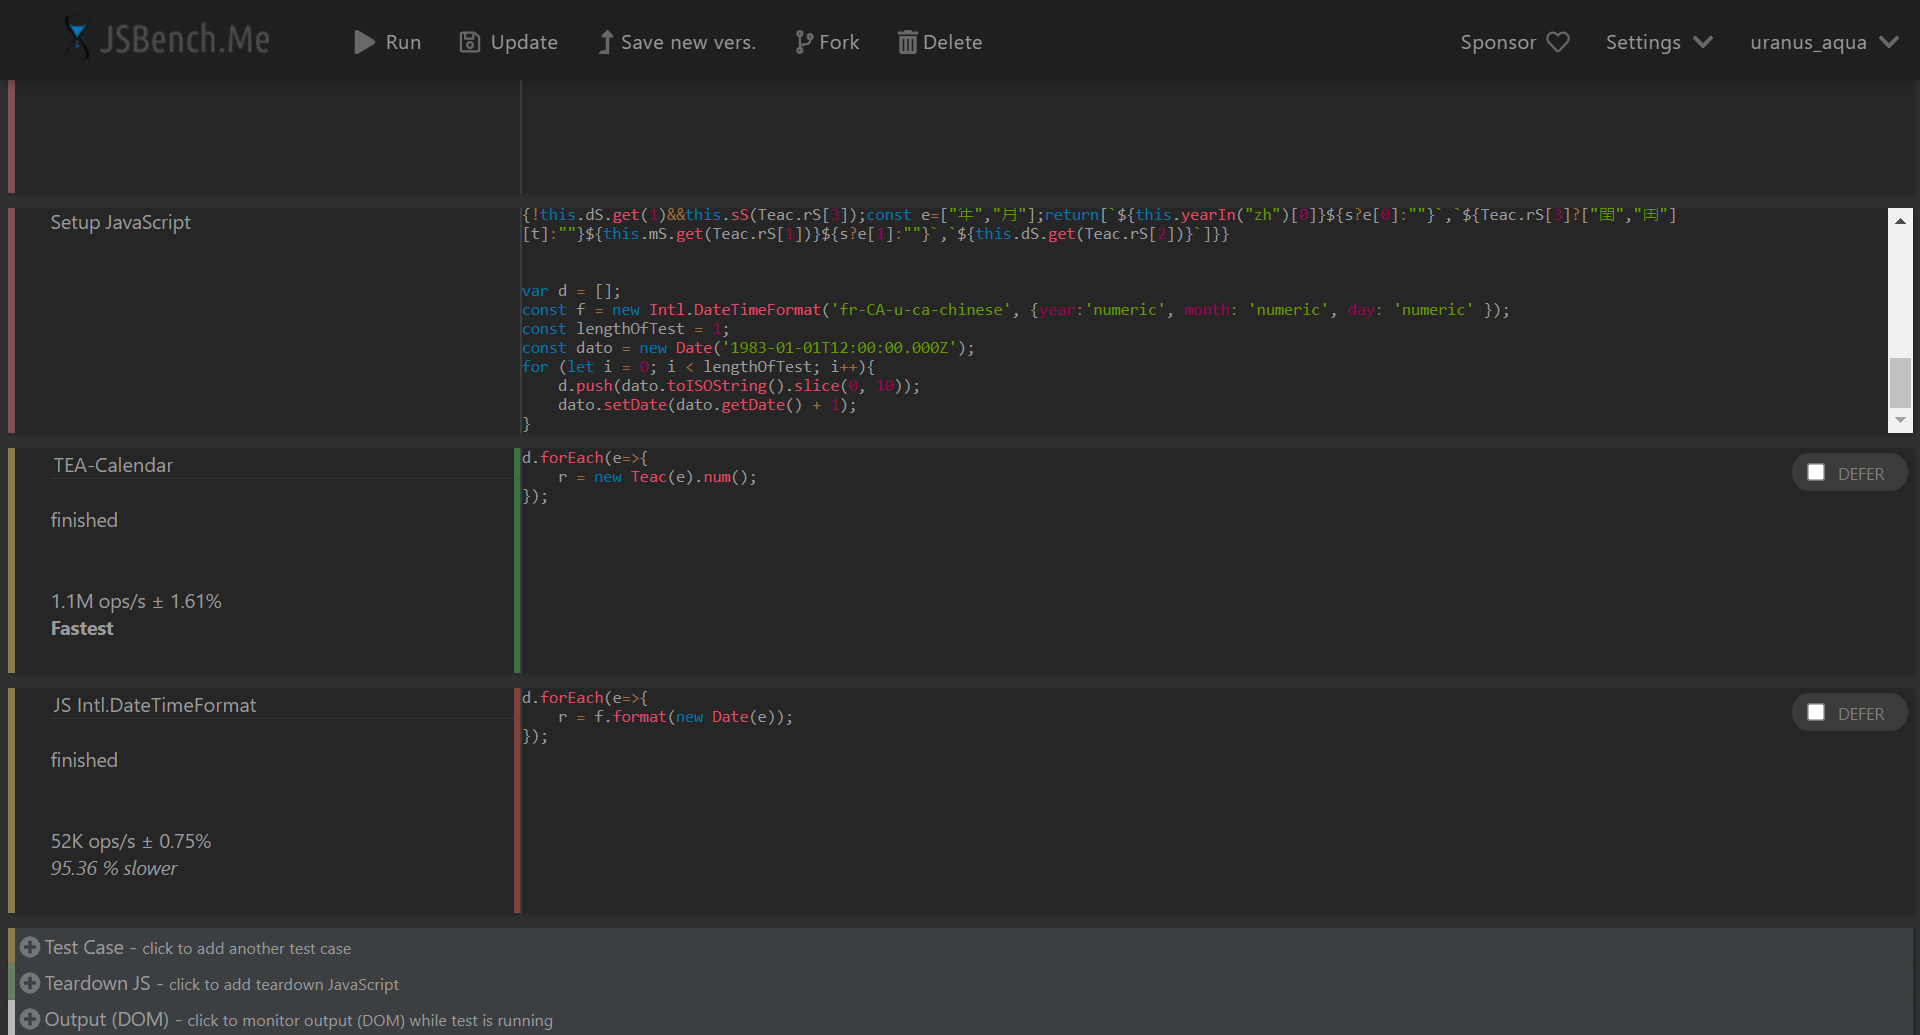 JSBench.Me
Run
Update
Save new vers.
Fork
Delete
Sponsor
Settings
uranus_aqua
Setup JavaScript
{!this.dS.get(1)&&this.sS(Teac.rS[3]);const e=["年","月"];return[`${this.yearIn("zh")[0]}${s?e[0]:""}`,`${Teac.rS[3]?["閏","闰"]
[t]:""}${this.mS.get(Teac.rS[1])}${s?e[1]:""}`,`${this.dS.get(Teac.rS[2])}`]}}
var d = [];
const f = new Intl.DateTimeFormat('fr-CA-u-ca-chinese', {year:'numeric', month: 'numeric', day: 'numeric' });
const lengthOfTest = 1;
const dato = new Date('1983-01-01T12:00:00.000Z');
for (let i = 0; i < lengthOfTest; i++){
    d.push(dato.toISOString().slice(0, 10));
    dato.setDate(dato.getDate() + 1);
}
TEA-Calendar
finished
1.1M ops/s ± 1.61%
Fastest
d.forEach(e=>{
    r = new Teac(e).num();
});
DEFER
JS Intl.DateTimeFormat
finished
52K ops/s ± 0.75%
95.36 % slower
d.forEach(e=>{
    r = f.format(new Date(e));
});
DEFER
Test Case - click to add another test case
Teardown JS - click to add teardown JavaScript
Output (DOM) - click to monitor output (DOM) while test is running